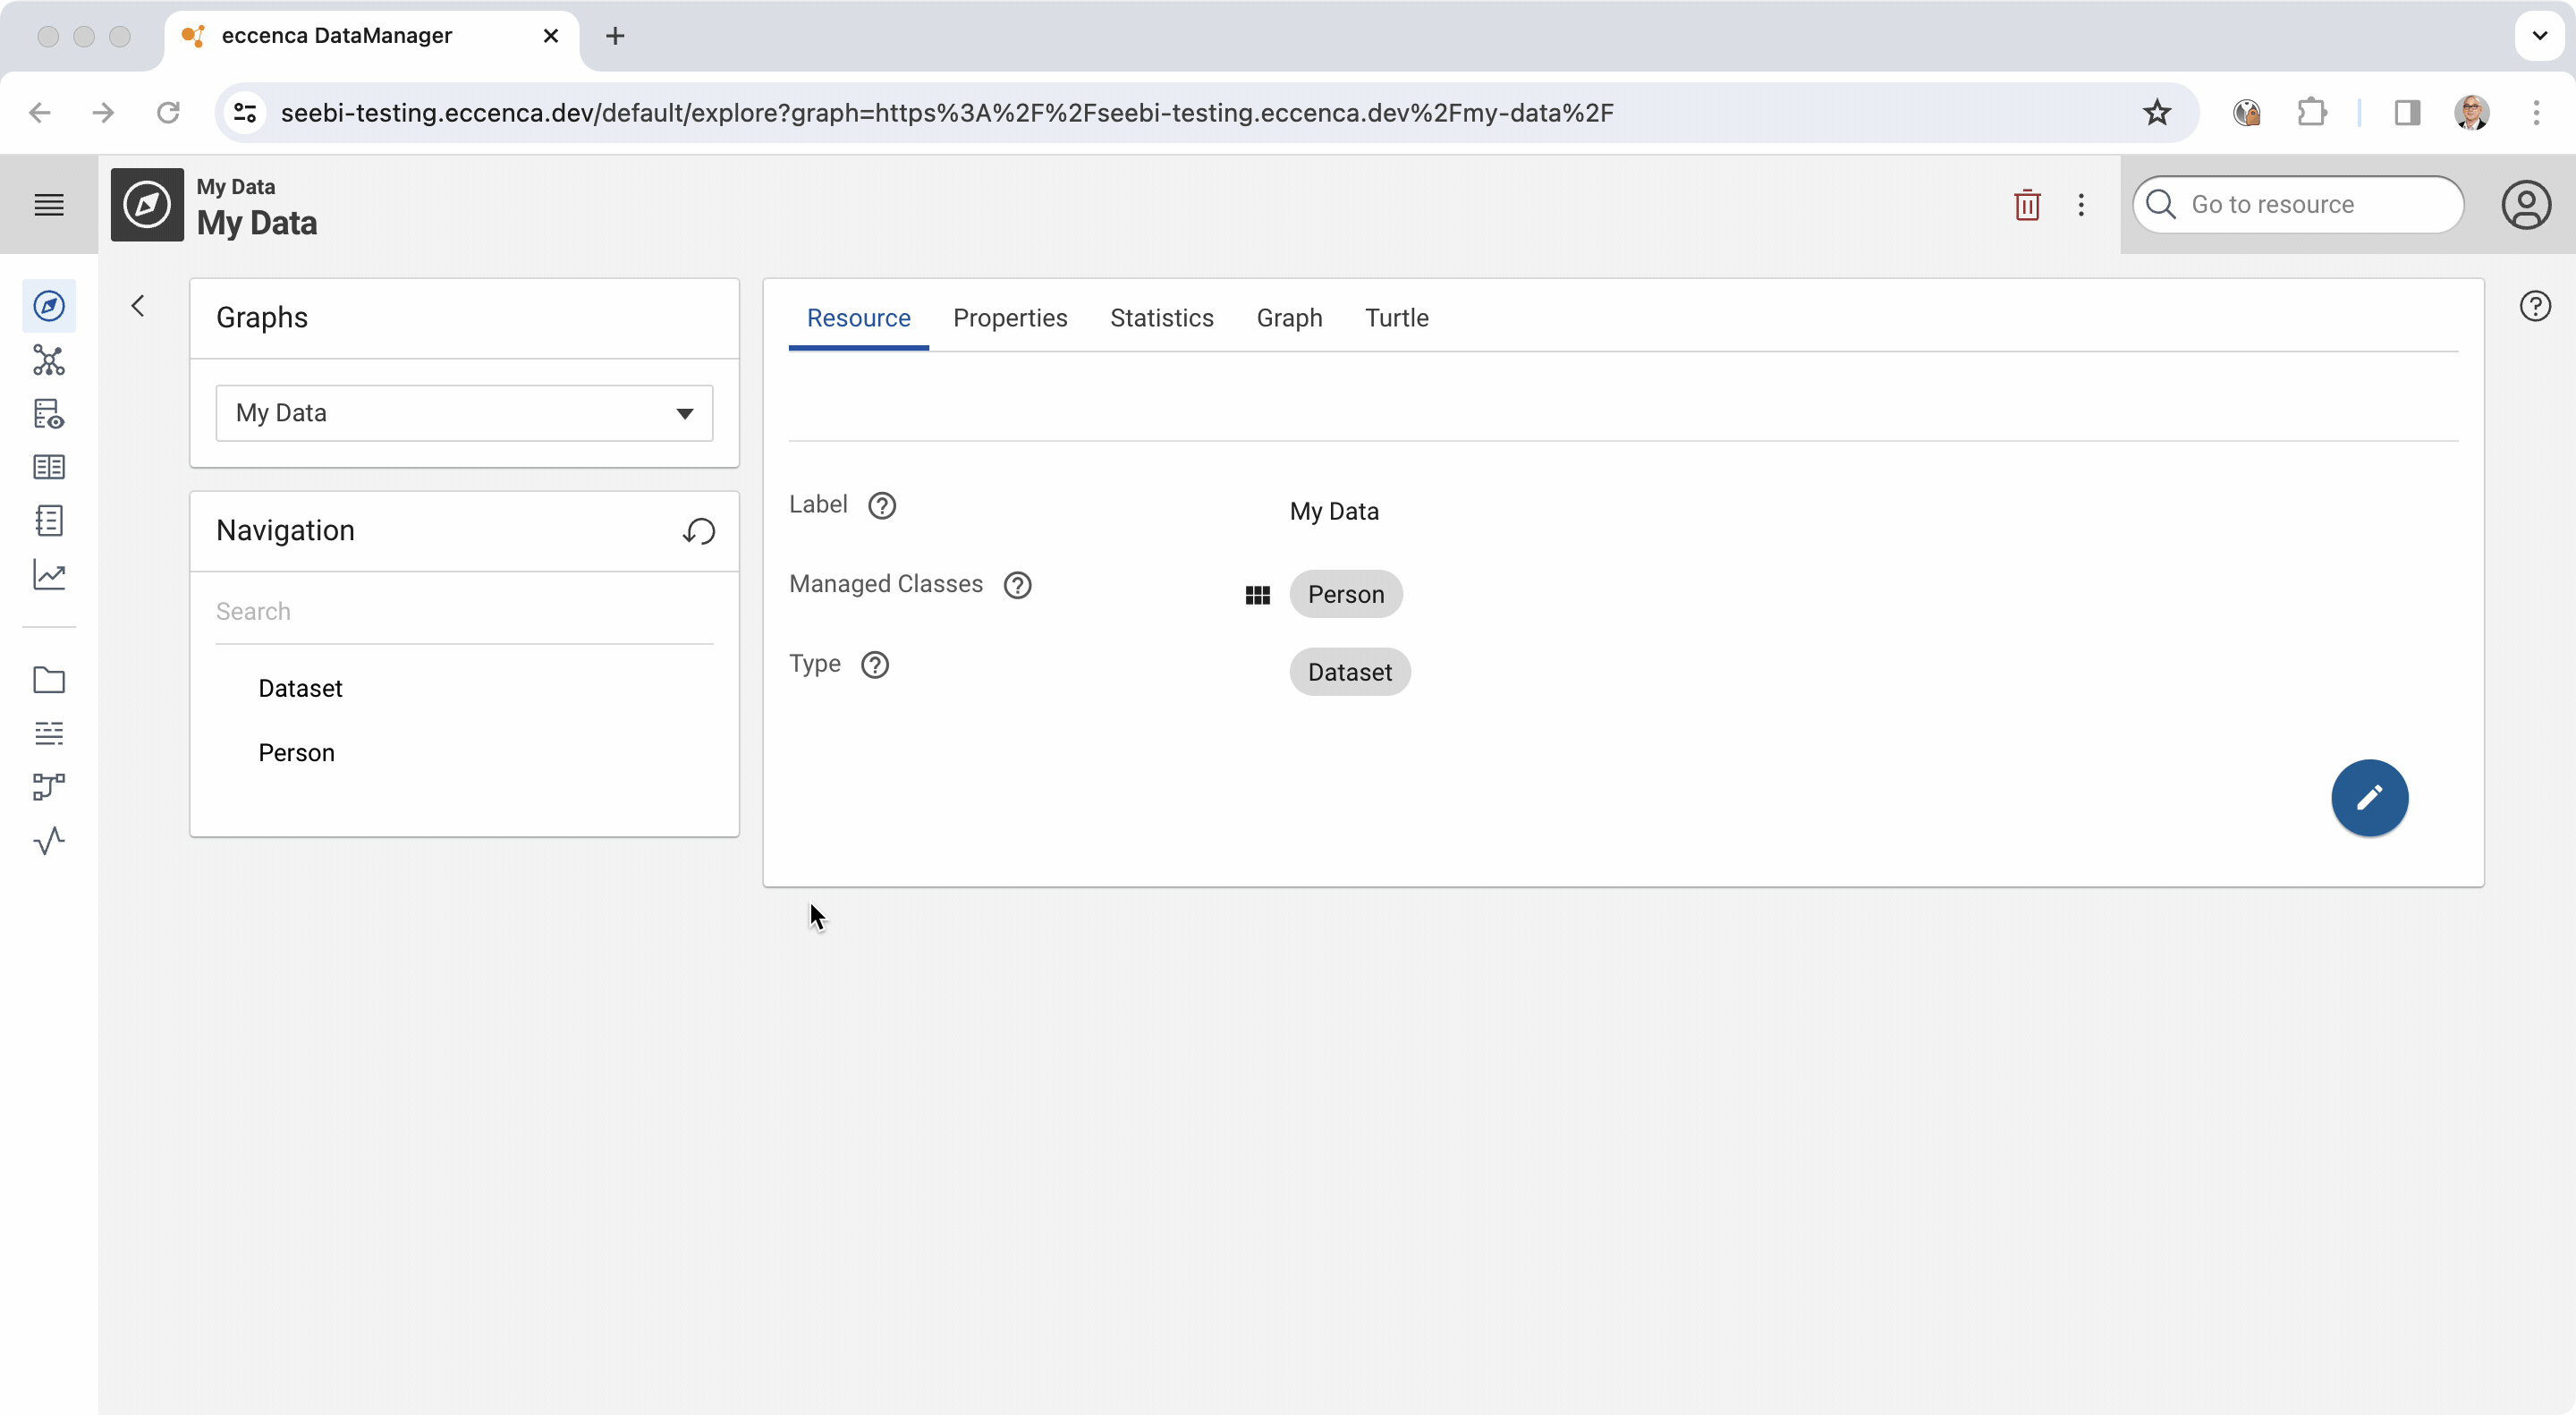 eccenca DataManager
seebi-testing.eccenca.dev/default/explore?graph=https%3A%2F%2Fseebi-testing.eccenca.dev%2Fmy-data%2F
My Data
My Data
Go to resource
Graphs
My Data
Navigation
Search
Dataset
Person
Resource Properties Statistics Graph Turtle
Label My Data
Managed Classes Person
Type Dataset